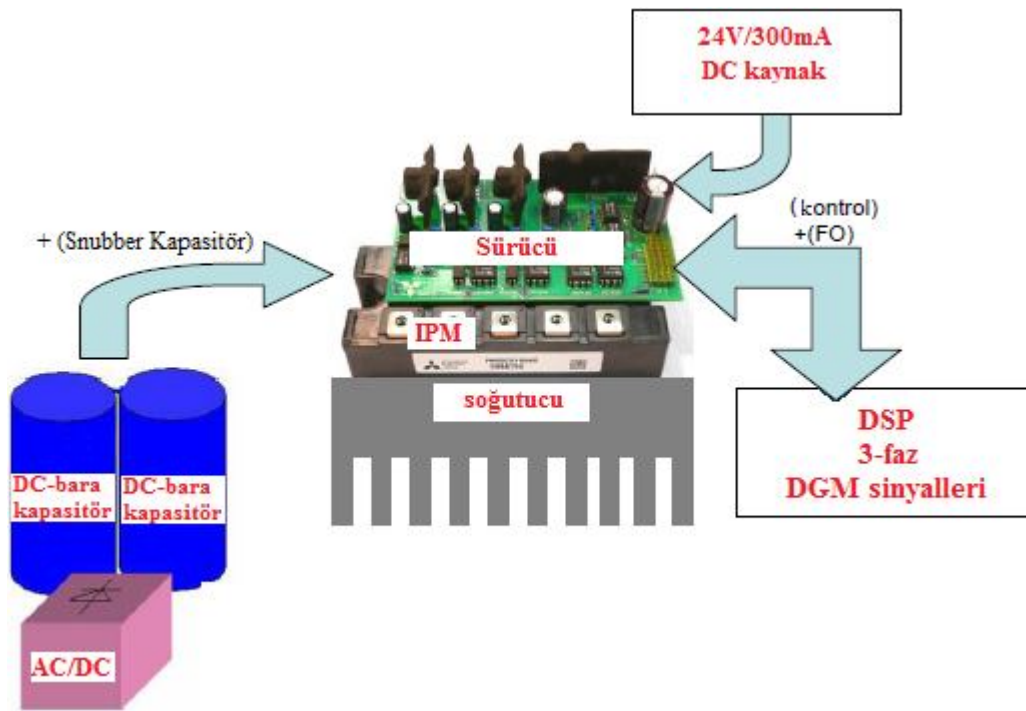 24V/300mA
DC kaynak
(kontrol)
+(FO)
+ (Snubber Kapasitör)
Sürücü
IPM
soğutucu
DSP
3-faz
DGM sinyalleri
DC-bara
kapasitör
DC-bara
kapasitör
AC/DC